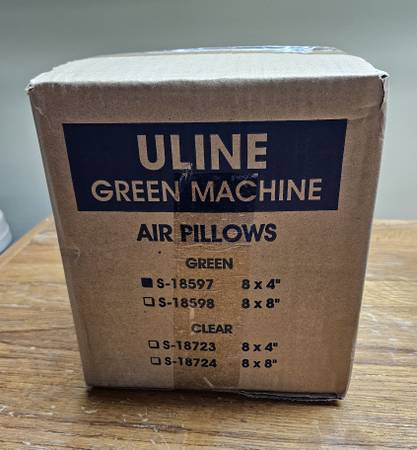 ULINE
GREEN MACHINE
AIR PILLOWS
GREEN
■ S-18597 8 x 4"
□ S-18598 8 x 8"
CLEAR
□ S-18723 8 x 4"
□ S-18724 8 x 8"